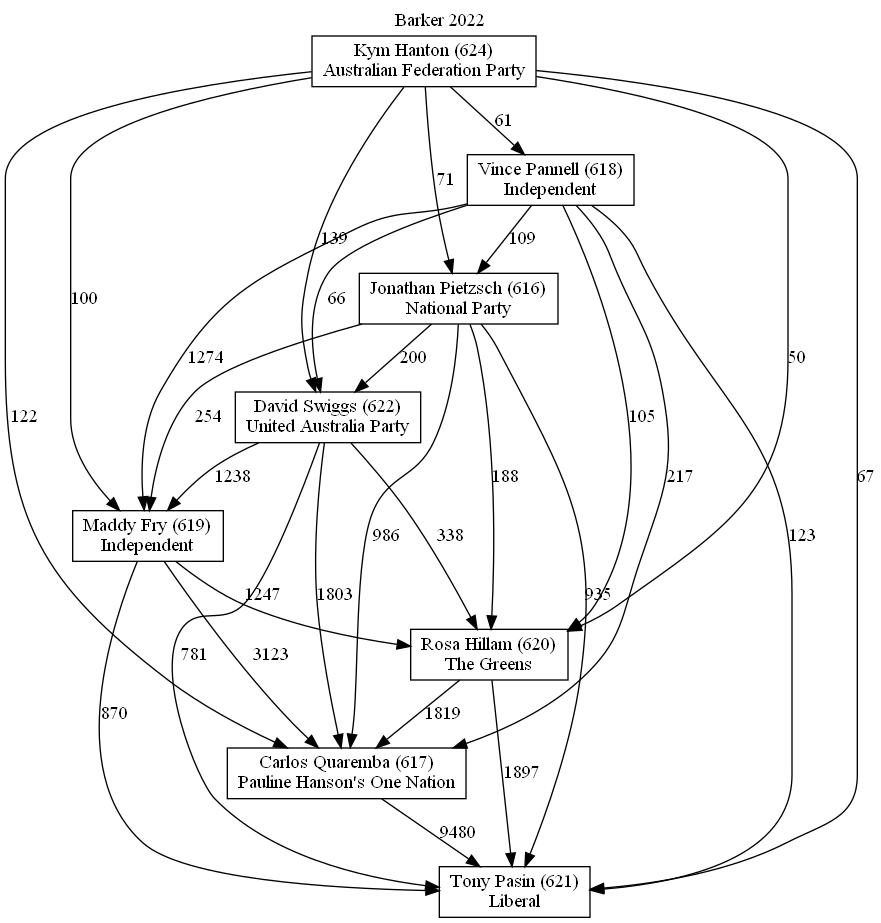 Barker 2022
Kym Hanton (624)
Australian Federation Party
61
Vince Pannell (618)
Independent
71
139
109
100
66
Jonathan Pietzsch (616)
National Party
1274
200
50
122
254
105
David Swiggs (622)
United Australia Party
1238
188
217
67
Maddy Fry (619)
Independent
986
338
123
1247
1803
935
Rosa Hillam (620)
The Greens
781
3123
870
1819
Carlos Quaremba (617)
Pauline Hanson's One Nation
1897
9480
Tony Pasin (621)
Liberal